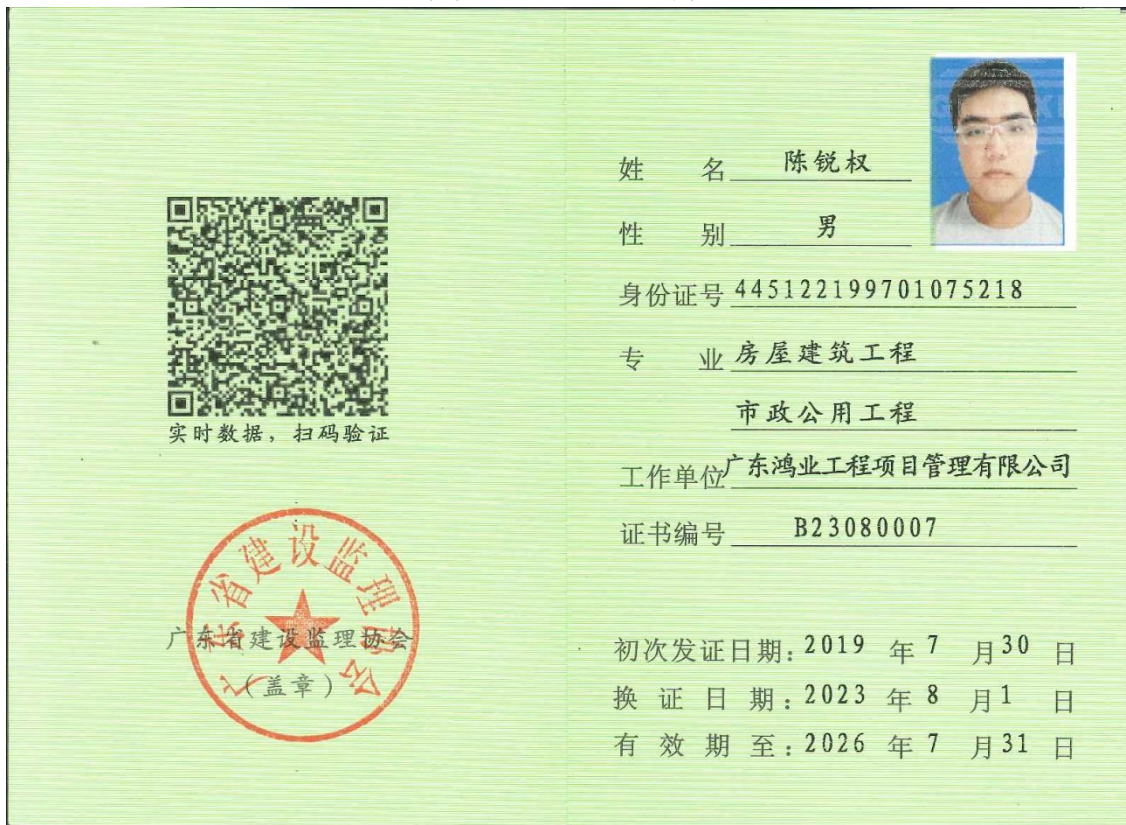 实时数据，扫码验证
广东省建设监理协会
广东省建设监理协会
（盖章）
姓 名 陈锐权
性 别 男
身份证号 445122199701075218
专 业 房屋建筑工程
市政公用工程
工作单位 广东鸿业工程项目管理有限公司
证书编号 B23080007
初次发证日期：2019 年 7 月 30 日
换 证 日 期：2023 年 8 月 1 日
有 效 期 至：2026 年 7 月 31 日